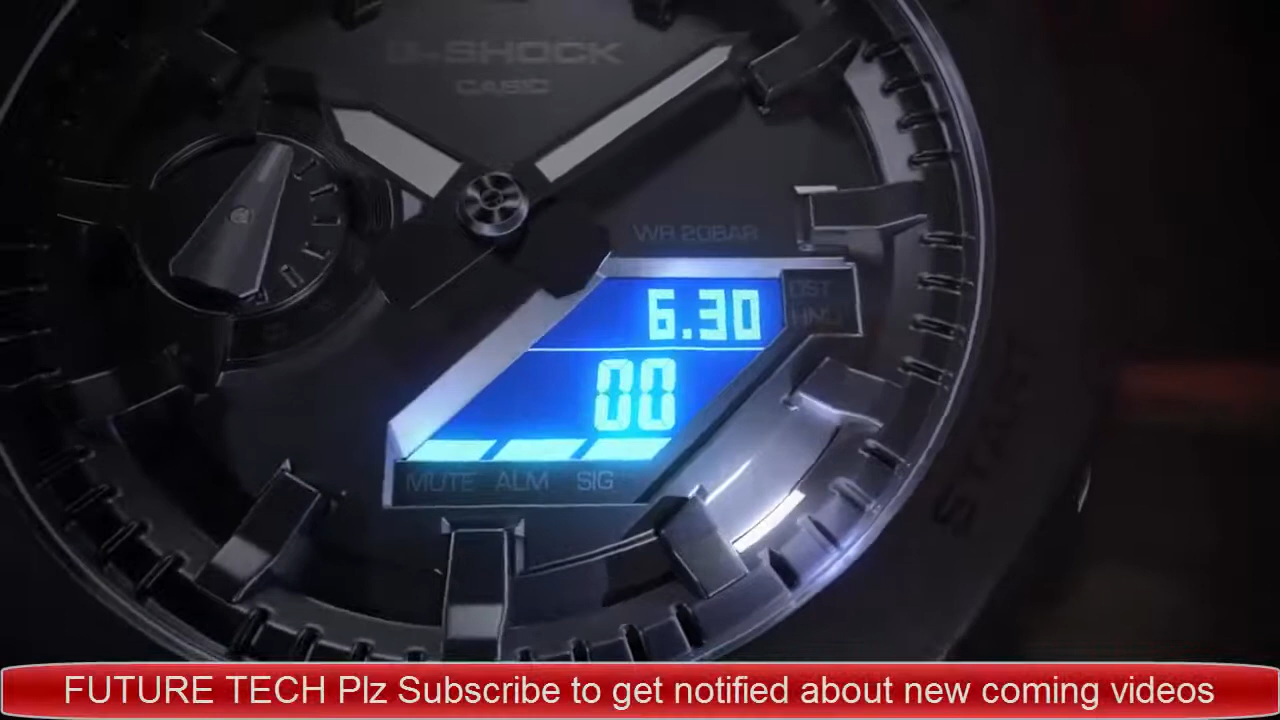 G-SHOCK
CASIO
WR 20BAR
DST
6.30
00
MUTE ALM SIG
START
FUTURE TECH Plz Subscribe to get notified about new coming videos